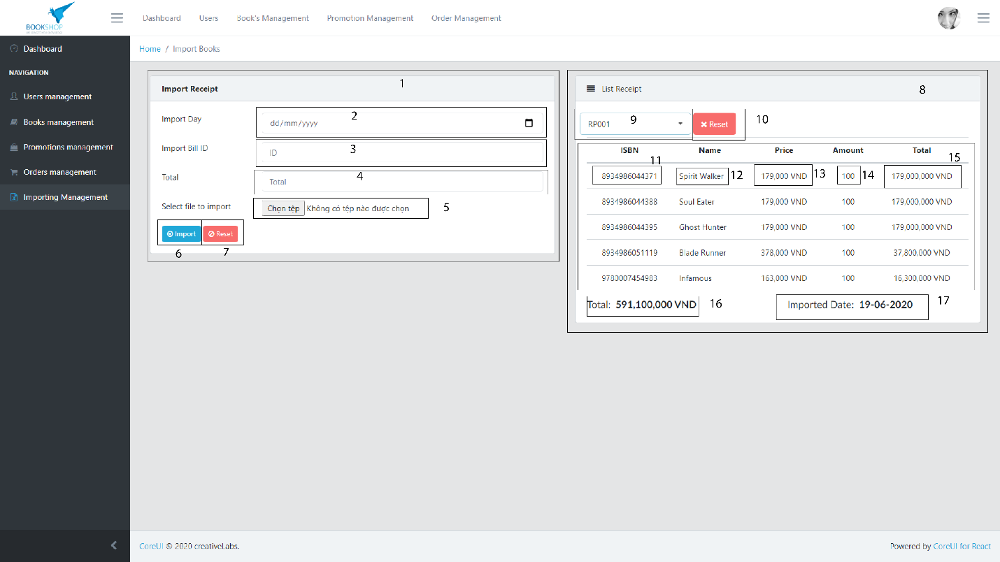 BOOKSHOP
Dashboard Users Book's Management Promotion Management Order Management
Dashboard
NAVIGATION
Users management
Books management
Promotions management
Orders management
Importing Management
Home / Import Books
Import Receipt 1
Import Day dd/mm/yyyy 2
Import Bill ID ID 3
Total Total 4
Select file to import Chọn tệp Không có tệp nào được chọn 5
Import Reset
6 7
List Receipt 8
RP001 9 Reset 10
ISBN Name Price Amount Total
11 15
8934986044371 Spirit Walker 12 179,000 VND 13 100 14 179,000,000 VND
8934986044388 Soul Eater 179,000 VND 100 179,000,000 VND
8934986044395 Ghost Hunter 179,000 VND 100 179,000,000 VND
8934986051119 Blade Runner 378,000 VND 100 37,800,000 VND
9780007454983 Infamous 163,000 VND 100 16,300,000 VND
Total: 591,100,000 VND 16 Imported Date: 19-06-2020 17
CoreUI © 2020 creativeLabs. Powered by CoreUI for React